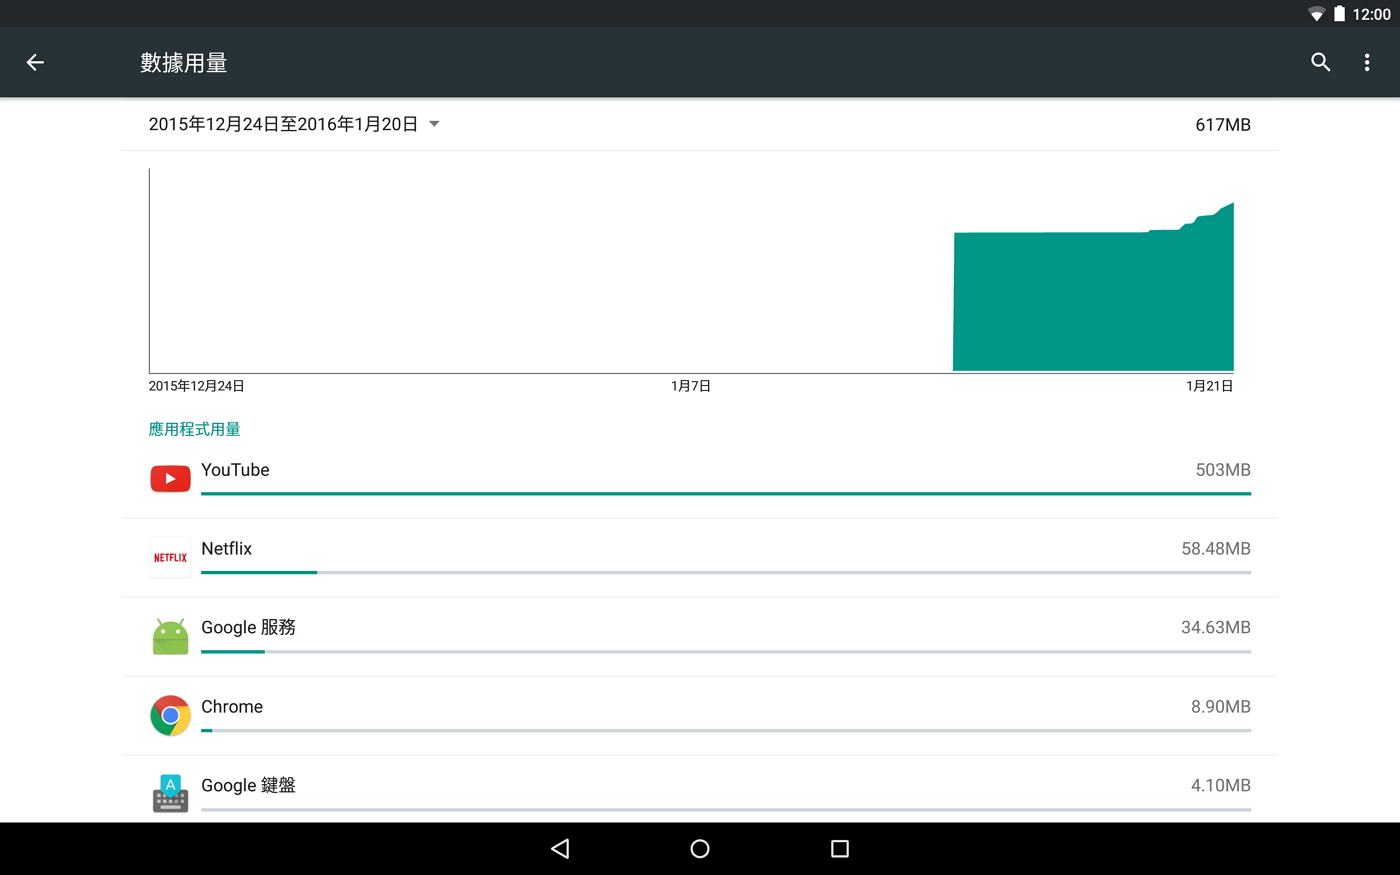 12:00
數據用量
2015年12月24日至2016年1月20日 617MB
2015年12月24日 1月7日 1月21日
應用程式用量
YouTube 503MB
NETFLIX Netflix 58.48MB
Google 服務 34.63MB
Chrome 8.90MB
A
Google 鍵盤 4.10MB